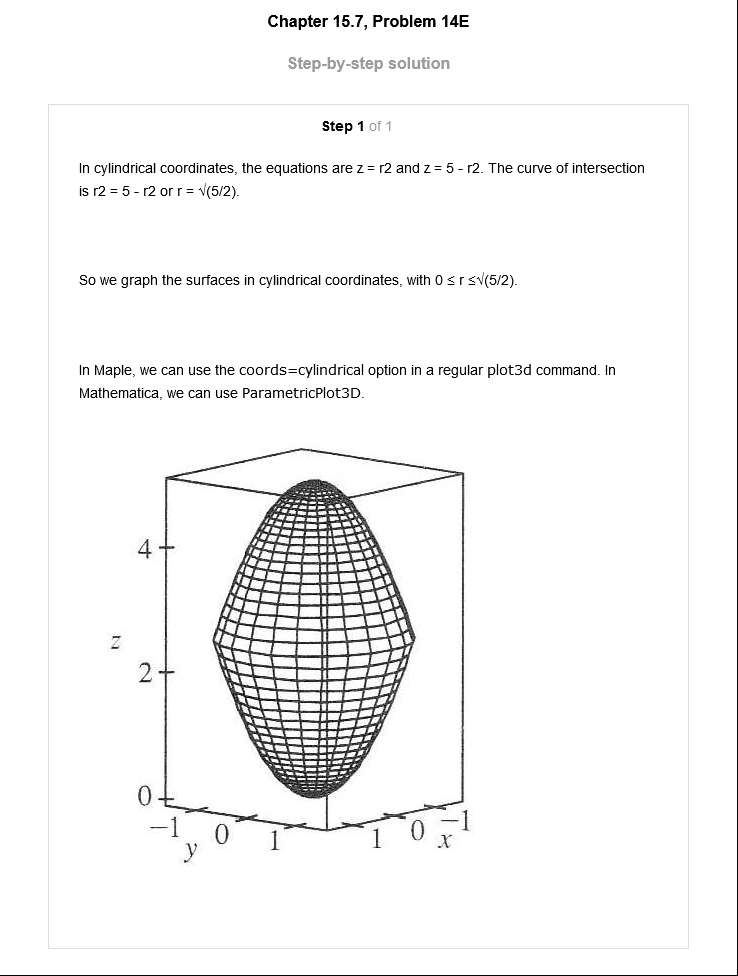 Chapter 15.7, Problem 14E
Step-by-step solution
Step 1 of 1
In cylindrical coordinates, the equations are z = r2 and z = 5 - r2. The curve of intersection
is r2 = 5 - r2 or r = √(5/2).
So we graph the surfaces in cylindrical coordinates, with 0 ≤ r ≤√(5/2).
In Maple, we can use the coords=cylindrical option in a regular plot3d command. In
Mathematica, we can use ParametricPlot3D.
4
z
2
0
−1 0 1 1 0 −1
y x